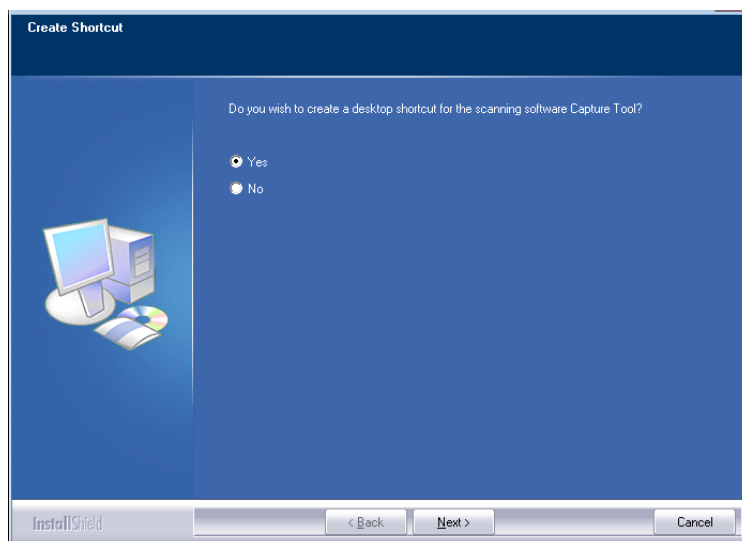 Create Shortcut
Do you wish to create a desktop shortcut for the scanning software Capture Tool?
Yes
No
InstallShield
< Back
Next >
Cancel